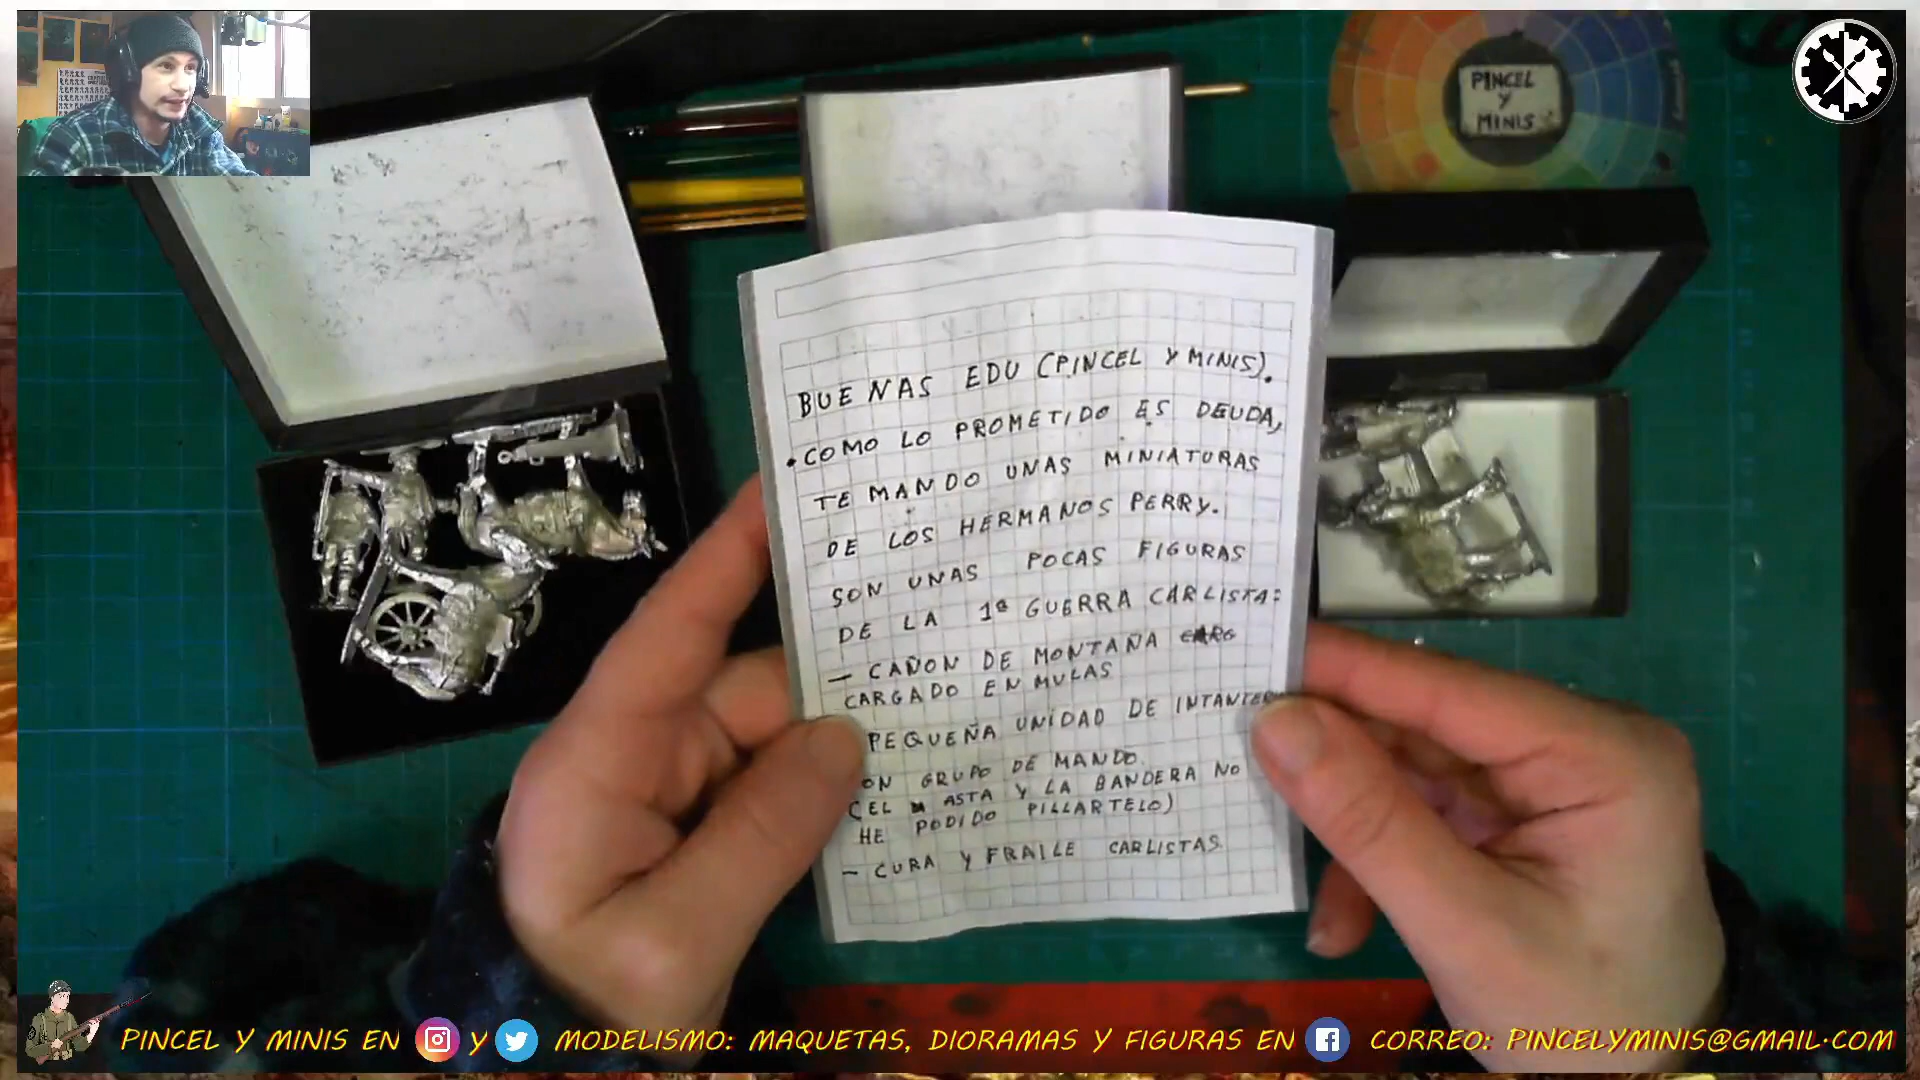 PINCEL
Y
MINIS
BUENAS EDU (PINCEL Y MINIS).
•COMO LO PROMETIDO ES DEUDA,
TE MANDO UNAS MINIATURAS
DE LOS HERMANOS PERRY.
SON UNAS POCAS FIGURAS
DE LA 1ª GUERRA CARLISTA:
— CAÑON DE MONTAÑA
CARGADO EN MULAS
PEQUEÑA UNIDAD DE
ON GRUPO DE MANDO.
(EL ASTA Y LA BANDERA NO
HE PODIDO PILLARTELO)
— CURA Y FRAILE CARLISTAS.
PINCEL Y MINIS EN Y MODELISMO: MAQUETAS, DIORAMAS Y FIGURAS EN CORREO: PINCELYMINIS@GMAIL.COM